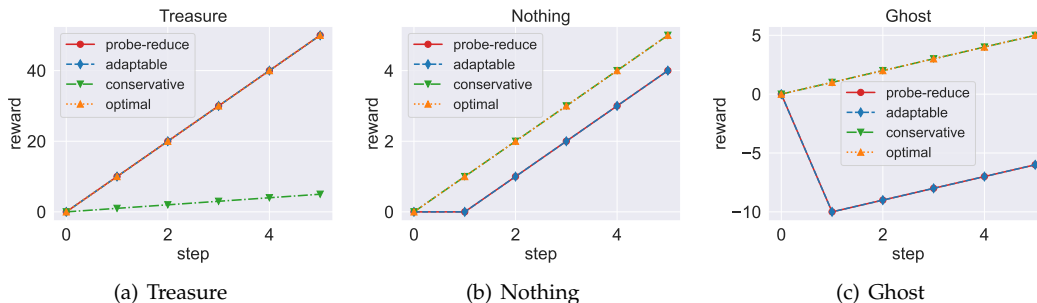 Treasure
reward
40
20
0
probe-reduce
adaptable
conservative
optimal
0 2 4
step
(a) Treasure
Nothing
reward
4
2
0
probe-reduce
adaptable
conservative
optimal
0 2 4
step
(b) Nothing
Ghost
reward
5
0
−5
−10
probe-reduce
adaptable
conservative
optimal
0 2 4
step
(c) Ghost